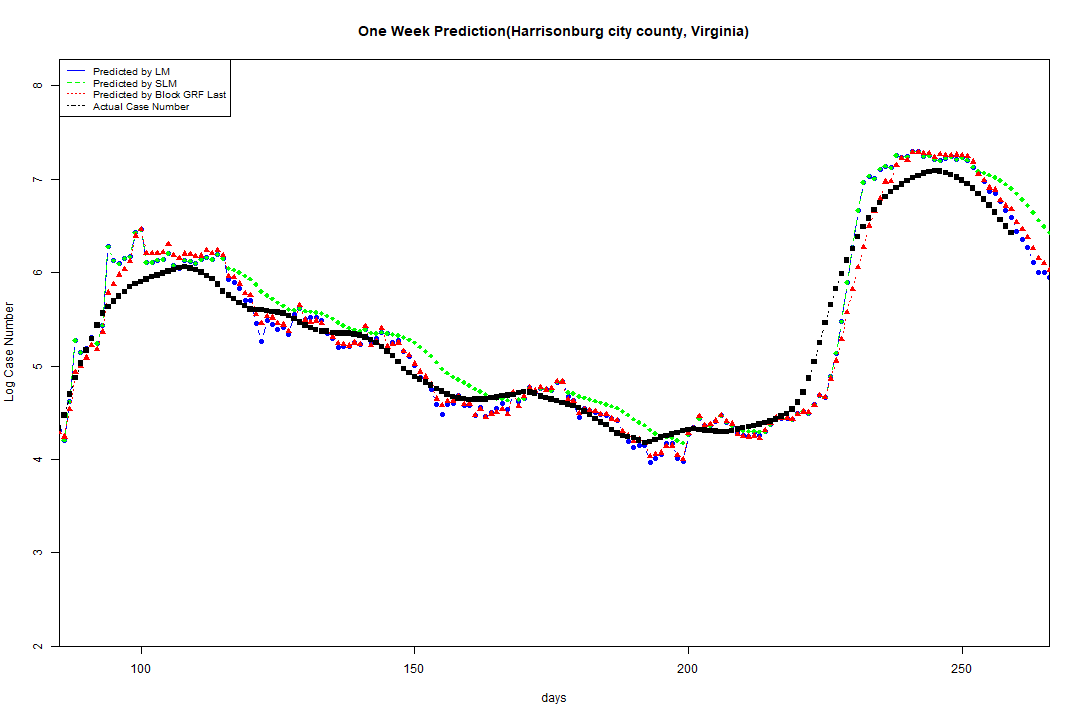 One Week Prediction(Harrisonburg city county, Virginia)
Predicted by LM
Predicted by SLM
Predicted by Block GRF Last
Actual Case Number
Log Case Number
8
7
6
5
4
3
2
100
150
200
250
days